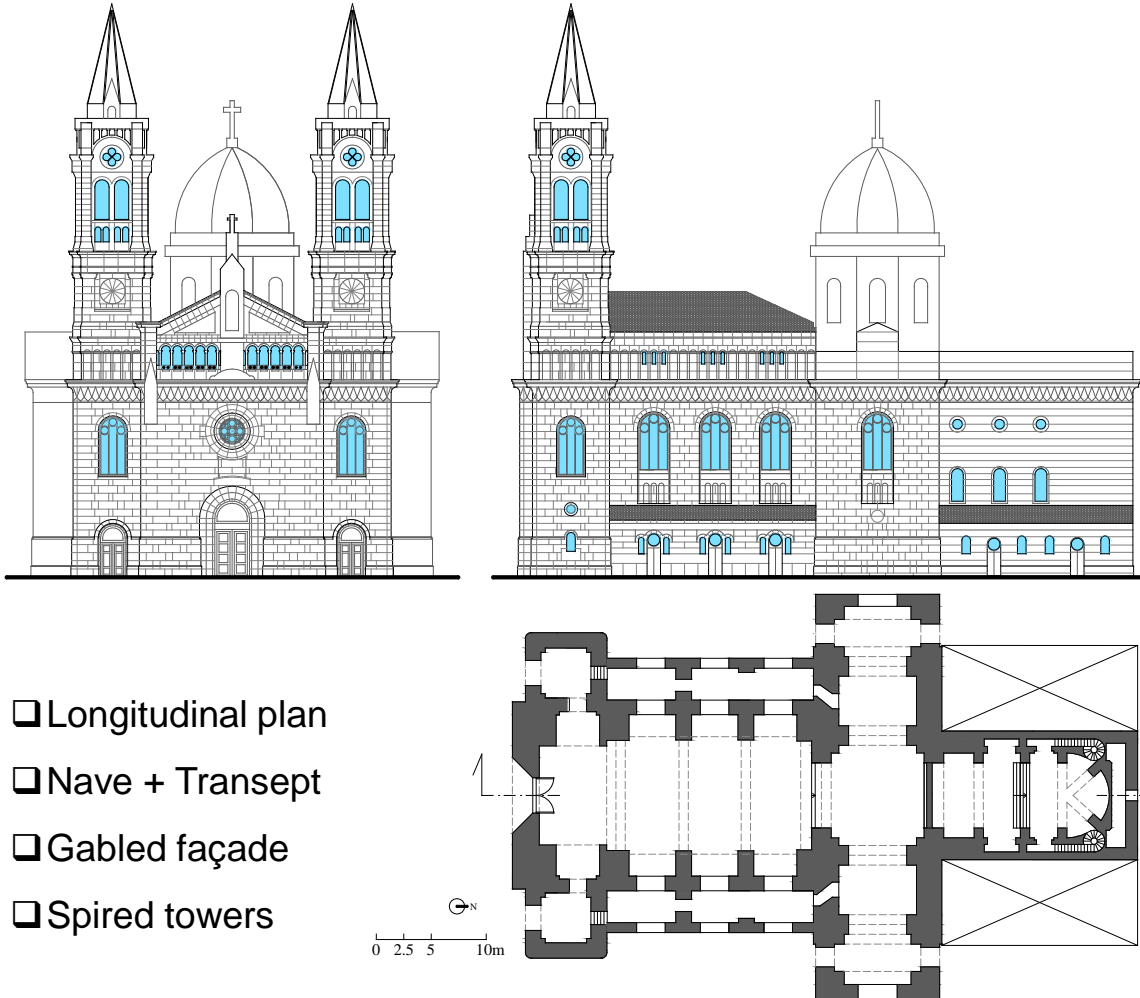 ❑Longitudinal plan
❑Nave + Transept
❑Gabled façade
❑Spired towers
N
0 2.5 5 10m